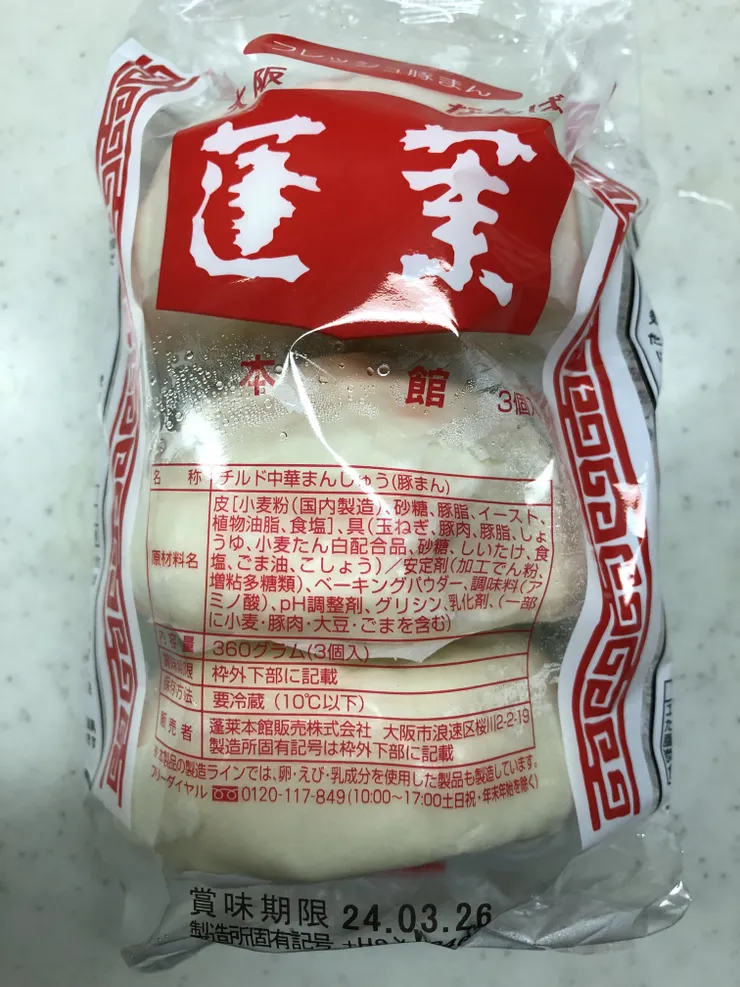 フレッシュ豚まん
大阪 なんば
蓬莱
本館
3個入
名称 チルド中華まんじゅう(豚まん)
原材料名 皮[小麦粉(国内製造)、砂糖、豚脂、イースト、
植物油脂、食塩]、具(玉ねぎ、豚肉、豚脂、しょ
うゆ、小麦たん白配合品、砂糖、しいたけ、食
塩、ごま油、こしょう)／安定剤(加工でん粉、
増粘多糖類)、ベーキングパウダー、調味料(ア
ミノ酸)、pH調整剤、グリシン、乳化剤、(一部
に小麦・豚肉・大豆・ごまを含む)
内容量 360グラム(3個入)
賞味期限 枠外下部に記載
保存方法 要冷蔵 (10℃以下)
販売者 蓬莱本館販売株式会社 大阪市浪速区桜川2-2-19
製造所固有記号は枠外下部に記載
*本製品の製造ラインでは、卵・えび・乳成分を使用した製品も製造しています。
フリーダイヤル 0120-117-849(10:00〜17:00土日祝・年末年始を除く)
賞味期限 24.03.26
製造所固有記号